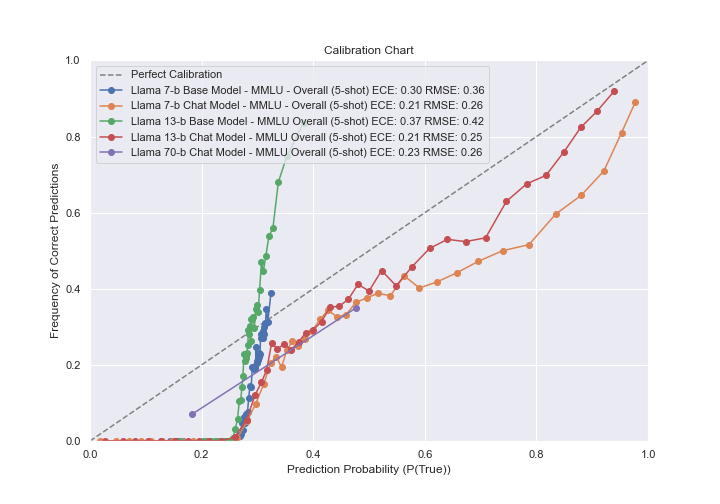 Calibration Chart
Perfect Calibration
Llama 7-b Base Model - MMLU - Overall (5-shot) ECE: 0.30 RMSE: 0.36
Llama 7-b Chat Model - MMLU - Overall (5-shot) ECE: 0.21 RMSE: 0.26
Llama 13-b Base Model - MMLU Overall (5-shot) ECE: 0.37 RMSE: 0.42
Llama 13-b Chat Model - MMLU Overall (5-shot) ECE: 0.21 RMSE: 0.25
Llama 70-b Chat Model - MMLU Overall (5-shot) ECE: 0.23 RMSE: 0.26
Frequency of Correct Predictions
1.0
0.8
0.6
0.4
0.2
0.0
0.0 0.2 0.4 0.6 0.8 1.0
Prediction Probability (P(True))